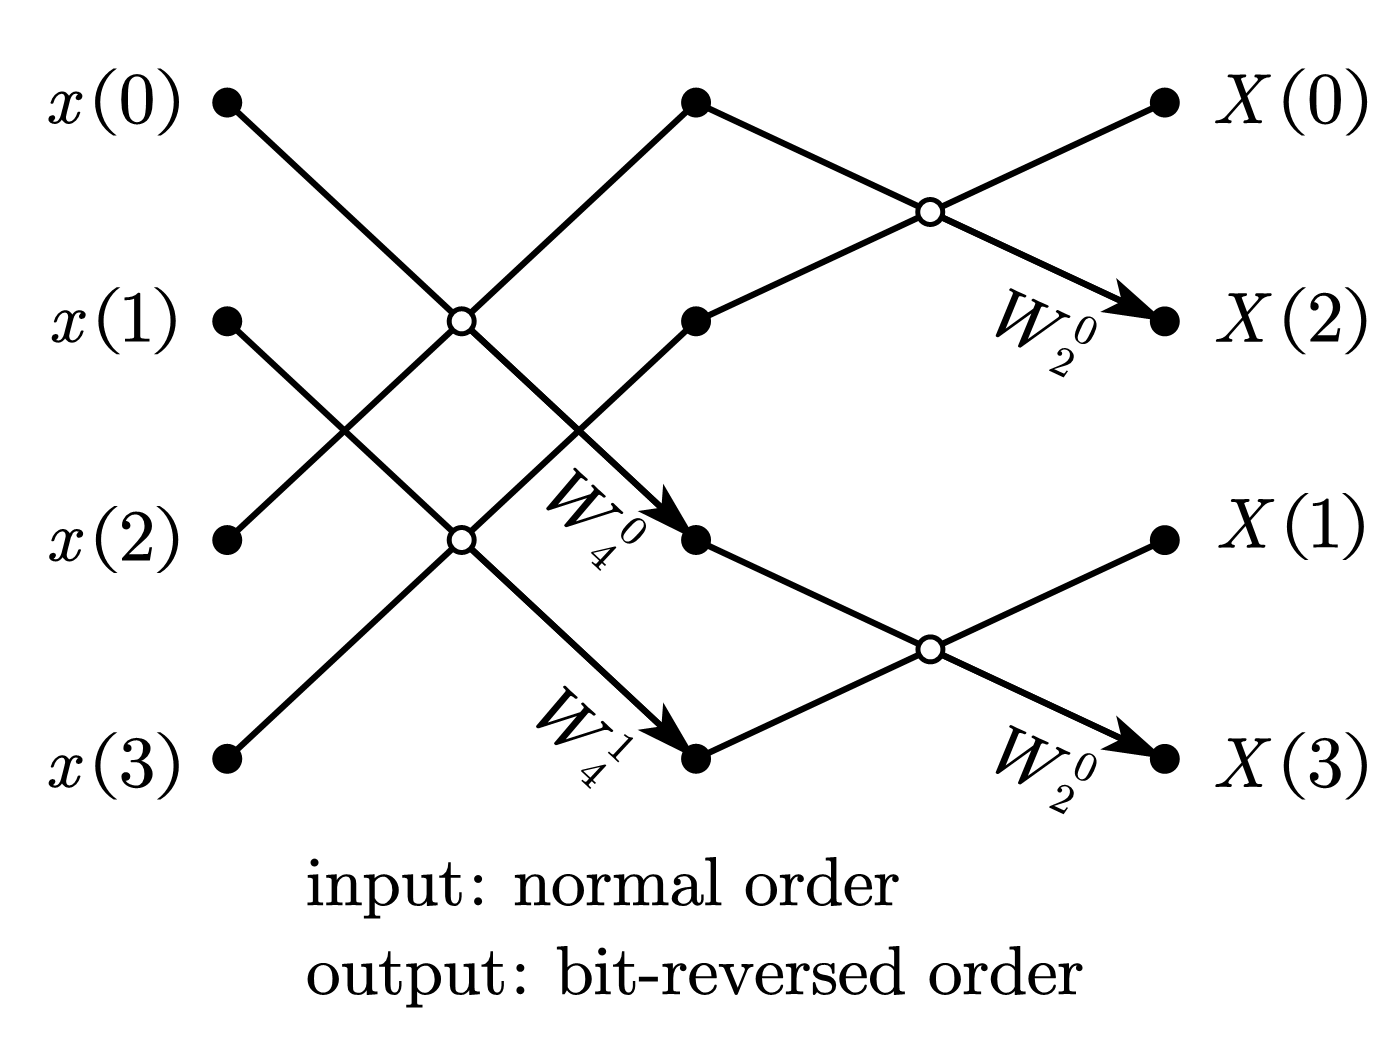 x(0) X(0)
x(1) W_2^0 X(2)
x(2) W_4^0 X(1)
x(3) W_4^1 W_2^0 X(3)
input: normal order
output: bit-reversed order